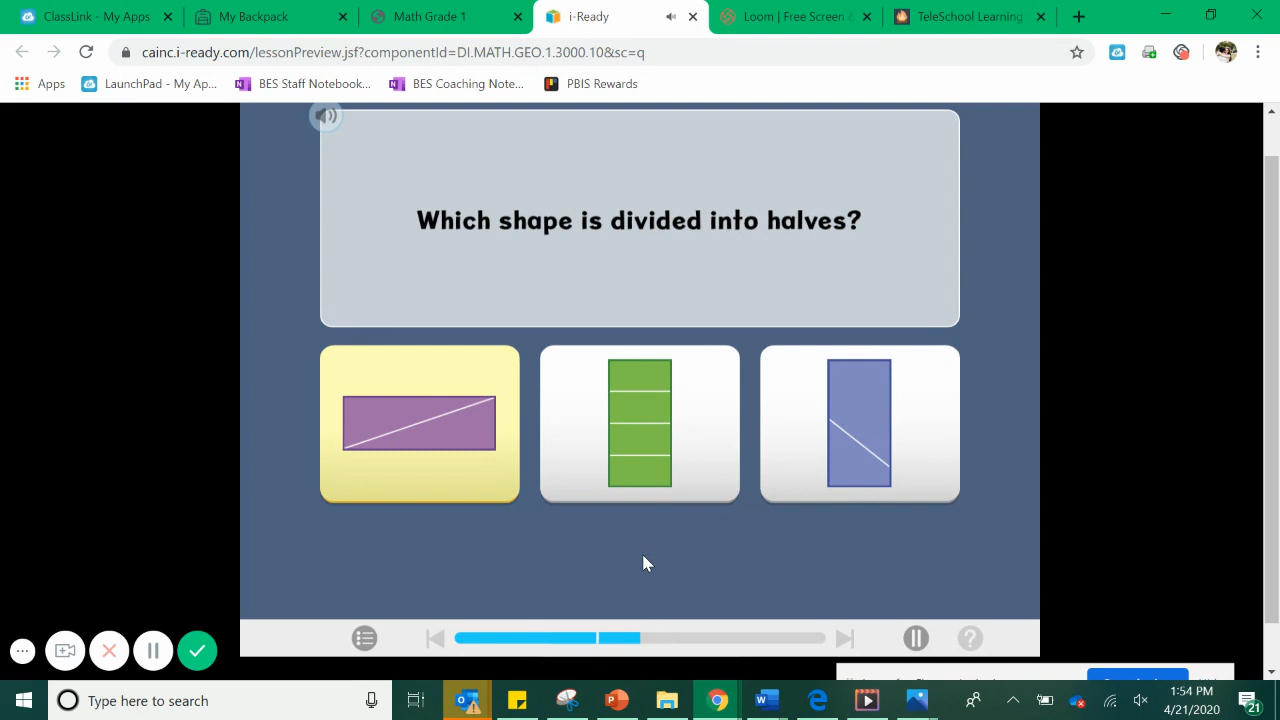 ClassLink - My Apps
My Backpack
Math Grade 1
i-Ready
Loom | Free Screen &
TeleSchool Learning
cainc.i-ready.com/lessonPreview.jsf?componentId=DI.MATH.GEO.1.3000.10&sc=q
Apps
LaunchPad - My Ap...
BES Staff Notebook...
BES Coaching Note...
PBIS Rewards
Which shape is divided into halves?
Type here to search
1:54 PM
4/21/2020
21